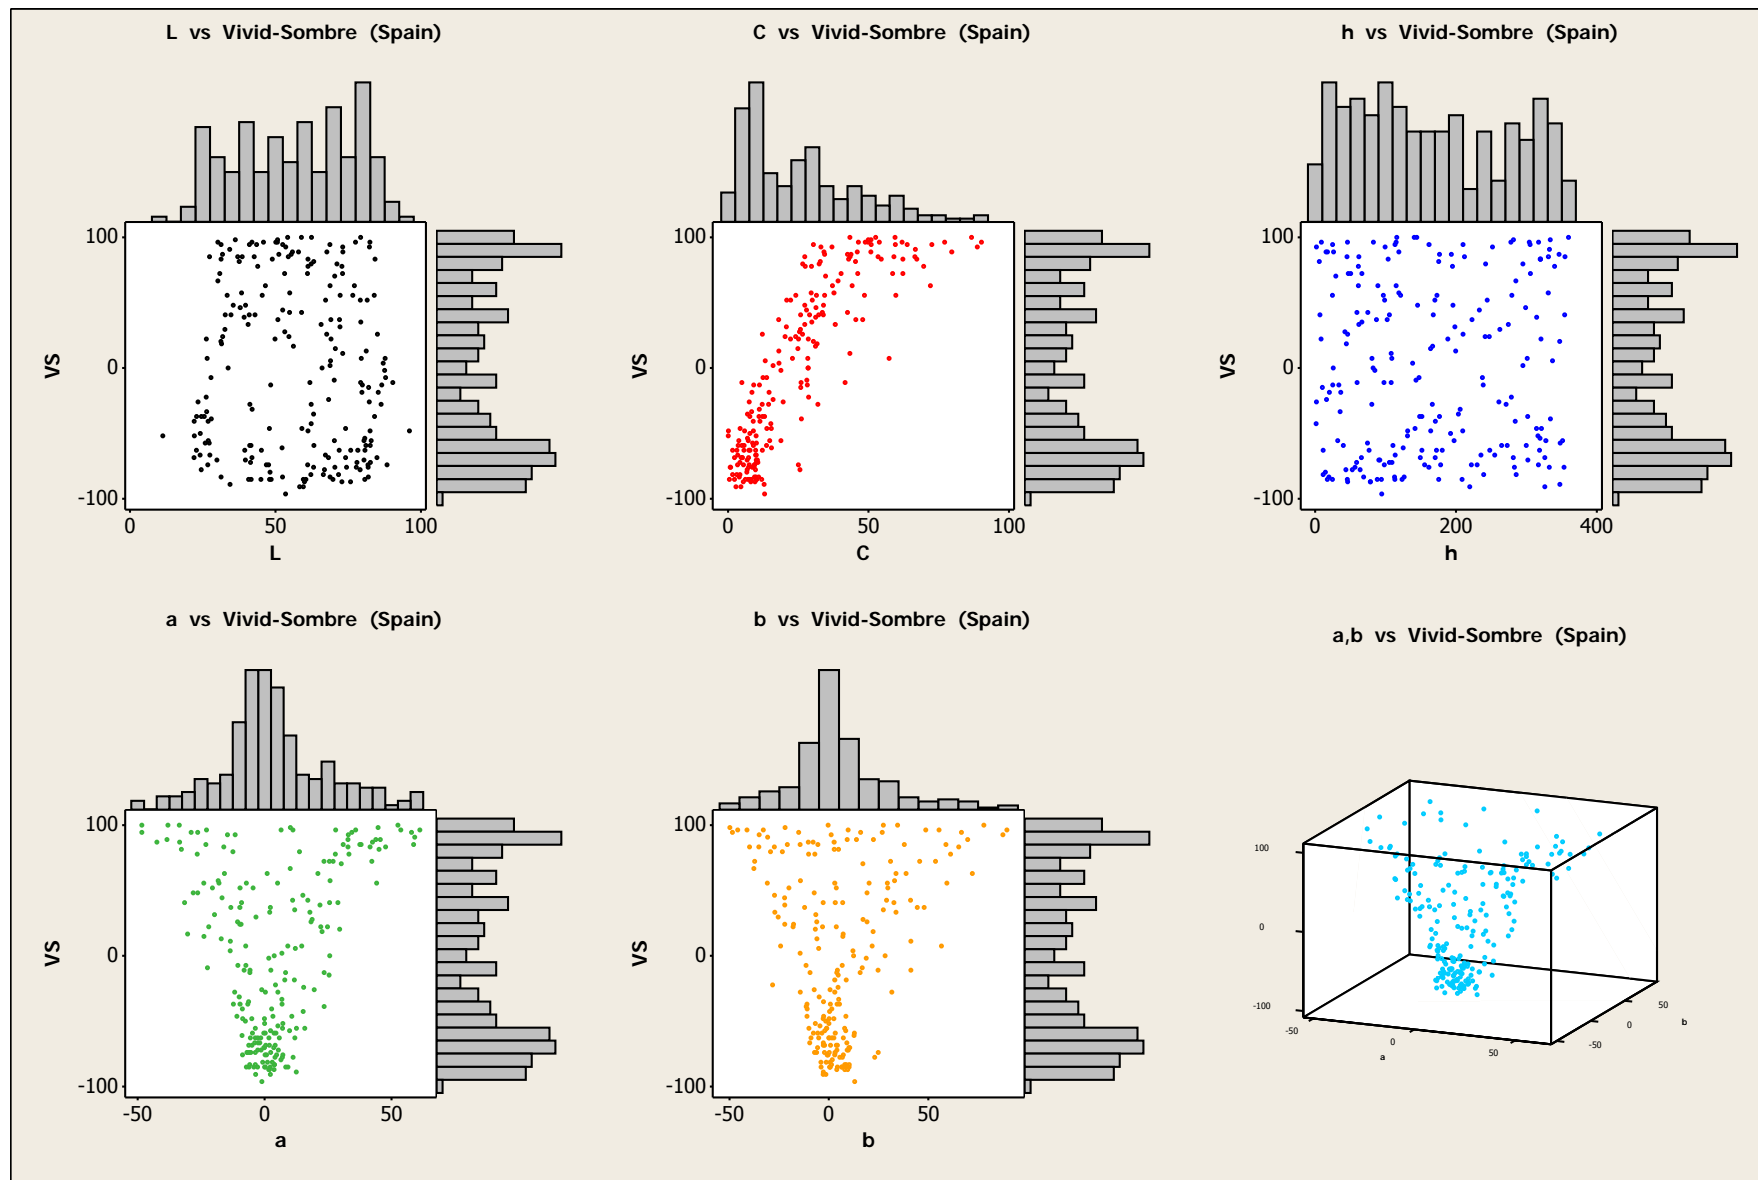 L vs Vivid-Sombre (Spain)
C vs Vivid-Sombre (Spain)
h vs Vivid-Sombre (Spain)
100
0
-100
VS
0 50 100
L
100
0
-100
VS
0 50 100
C
100
0
-100
VS
0 200 400
h
a vs Vivid-Sombre (Spain)
b vs Vivid-Sombre (Spain)
a,b vs Vivid-Sombre (Spain)
100
0
-100
VS
-50 0 50
a
100
0
-100
VS
-50 0 50
b
100
0
-100
-50 0 50
a
-50 0 50
b